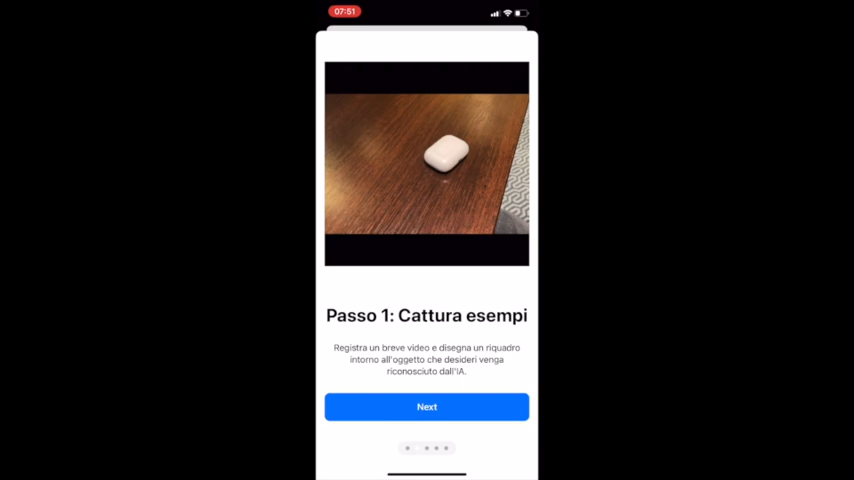 07:51
Passo 1: Cattura esempi
Registra un breve video e disegna un riquadro
intorno all'oggetto che desideri venga
riconosciuto dall'IA.
Next